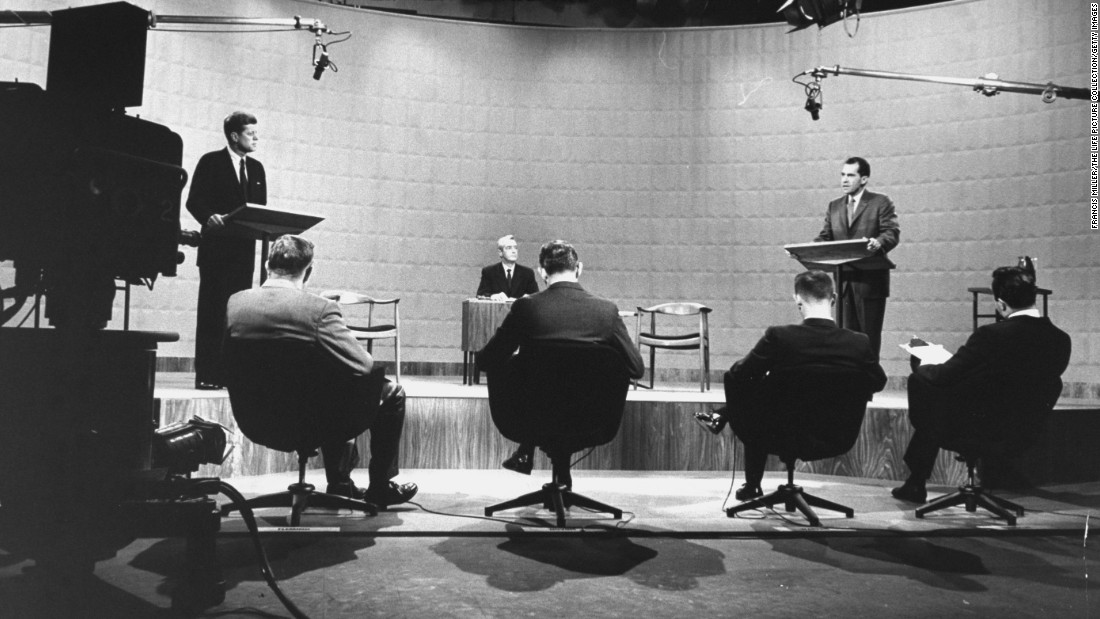 FRANCIS MILLER/THE LIFE PICTURE COLLECTION/GETTY IMAGES